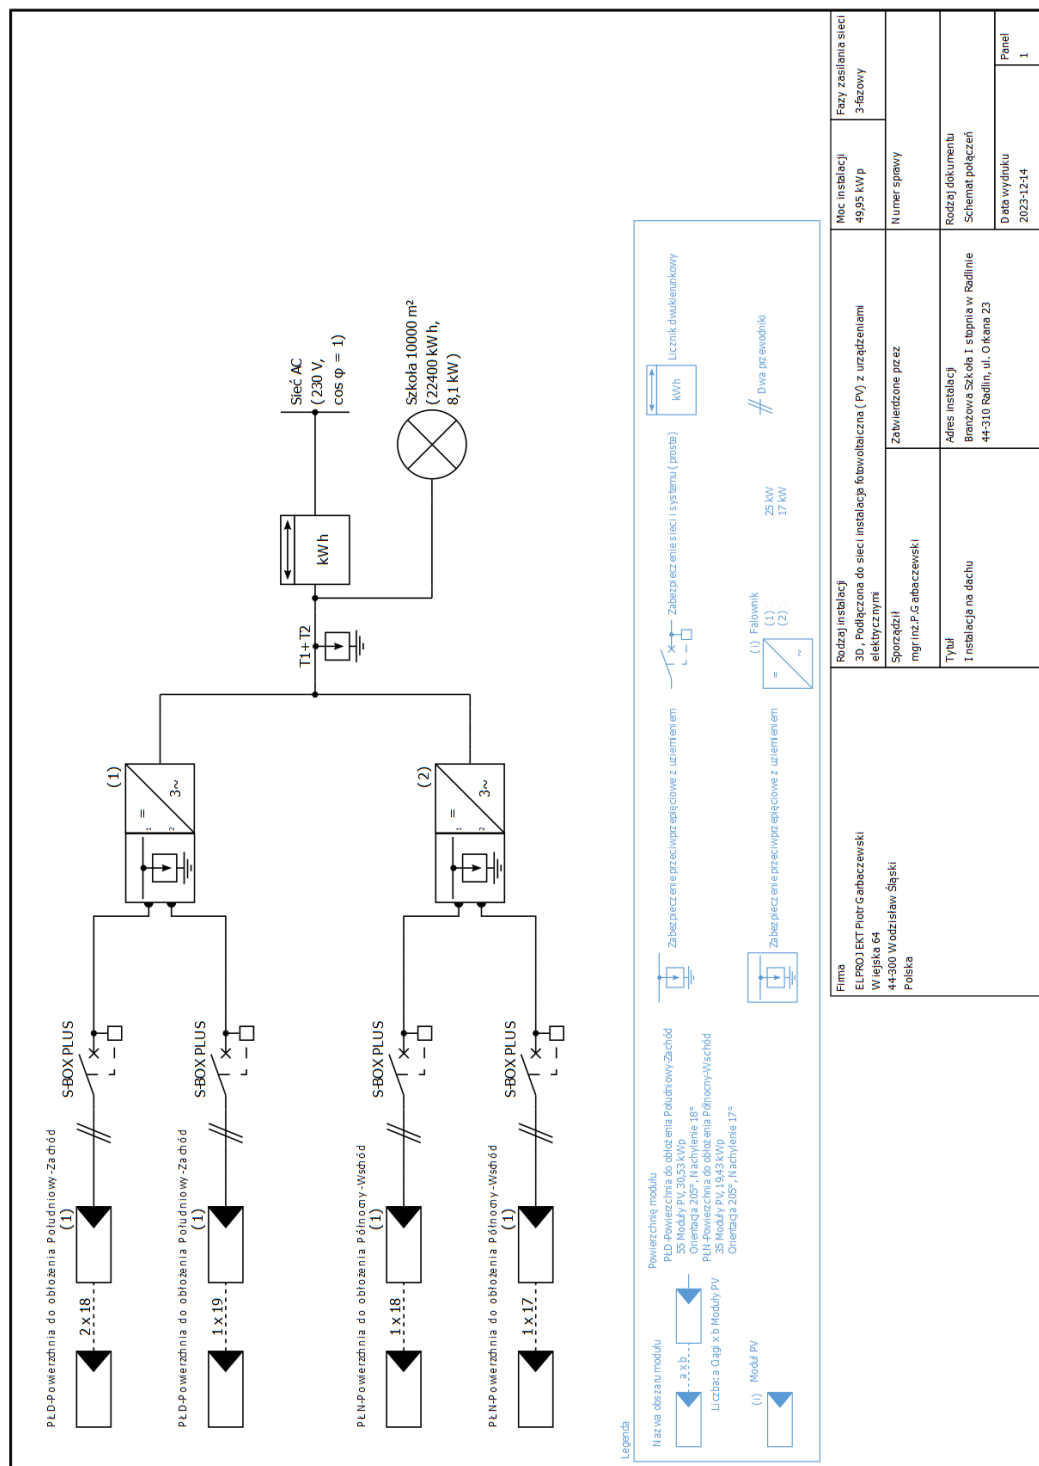 PŁD-Powierzchnia do obłożenia Południowy-Zachód
(1)
2 x 18
S-BOX PLUS
PŁD-Powierzchnia do obłożenia Południowy-Zachód
(1)
1 x 19
S-BOX PLUS
PŁN-Powierzchnia do obłożenia Północny-Wschód
(1)
1 x 18
S-BOX PLUS
PŁN-Powierzchnia do obłożenia Północny-Wschód
(1)
1 x 17
S-BOX PLUS
(1)
=
1
2
3~
(2)
=
1
2
3~
T1+T2
kWh
Sieć AC
(230 V,
cos φ = 1)
Szkoła 10000 m²
(22400 kWh,
8,1 kW)
Legenda
Nazwa obszaru modułu
a x b
Liczba: a Ciągi x b Moduły PV
(i) Moduł PV
Powierzchnię modułu
PŁD-Powierzchnia do obłożenia Południowy-Zachód
55 Moduły PV, 30,53 kWp
Orientacja 205°, Nachylenie 18°
PŁN-Powierzchnia do obłożenia Północny-Wschód
35 Moduły PV, 19,43 kWp
Orientacja 205°, Nachylenie 17°
Zabezpieczenie przeciwprzepięciowe z uziemieniem
Zabezpieczenie przeciwprzepięciowe z uziemieniem
Zabezpieczenie sieci i systemu (proste)
(i) Falownik
(1) : 25 kW
(2) : 17 kW
=
~
kWh
Licznik dwukierunkowy
Dwa przewodniki
Firma
ELPROJEKT Piotr Garbaczewski
Wiejska 64
44-300 Wodzisław Śląski
Polska
Rodzaj instalacji
3D, Podłączona do sieci instalacja fotowoltaiczna (PV) z urządzeniami
elektrycznymi
Moc instalacji
49,95 kWp
Fazy zasilania sieci
3-fazowy
Sporządził
mgr inż.P.Garbaczewski
Zatwierdzone przez
Numer sprawy
Tytuł
Instalacja na dachu
Adres instalacji
Branżowa Szkoła I stopnia w Radlinie
44-310 Radlin, ul. Orkana 23
Rodzaj dokumentu
Schemat połączeń
Data wydruku
2023-12-14
Panel
1